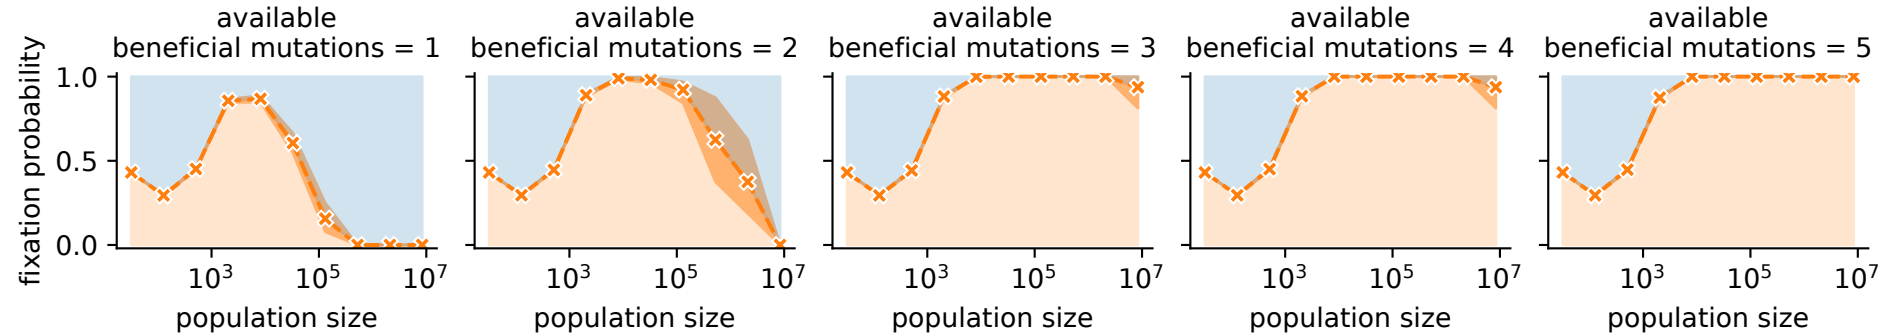 available
beneficial mutations = 1
available
beneficial mutations = 2
available
beneficial mutations = 3
available
beneficial mutations = 4
available
beneficial mutations = 5
fixation probability
1.0
0.5
0.0
10³ 10⁵ 10⁷
10³ 10⁵ 10⁷
10³ 10⁵ 10⁷
10³ 10⁵ 10⁷
10³ 10⁵ 10⁷
population size
population size
population size
population size
population size